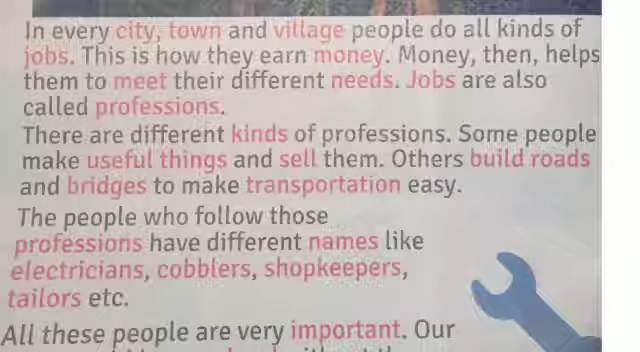 In every city, town and village people do all kinds of
jobs. This is how they earn money. Money, then, helps
them to meet their different needs. Jobs are also
called professions.
There are different kinds of professions. Some people
make useful things and sell them. Others build roads
and bridges to make transportation easy.
The people who follow those
professions have different names like
electricians, cobblers, shopkeepers,
tailors etc.
All these people are very important. Our